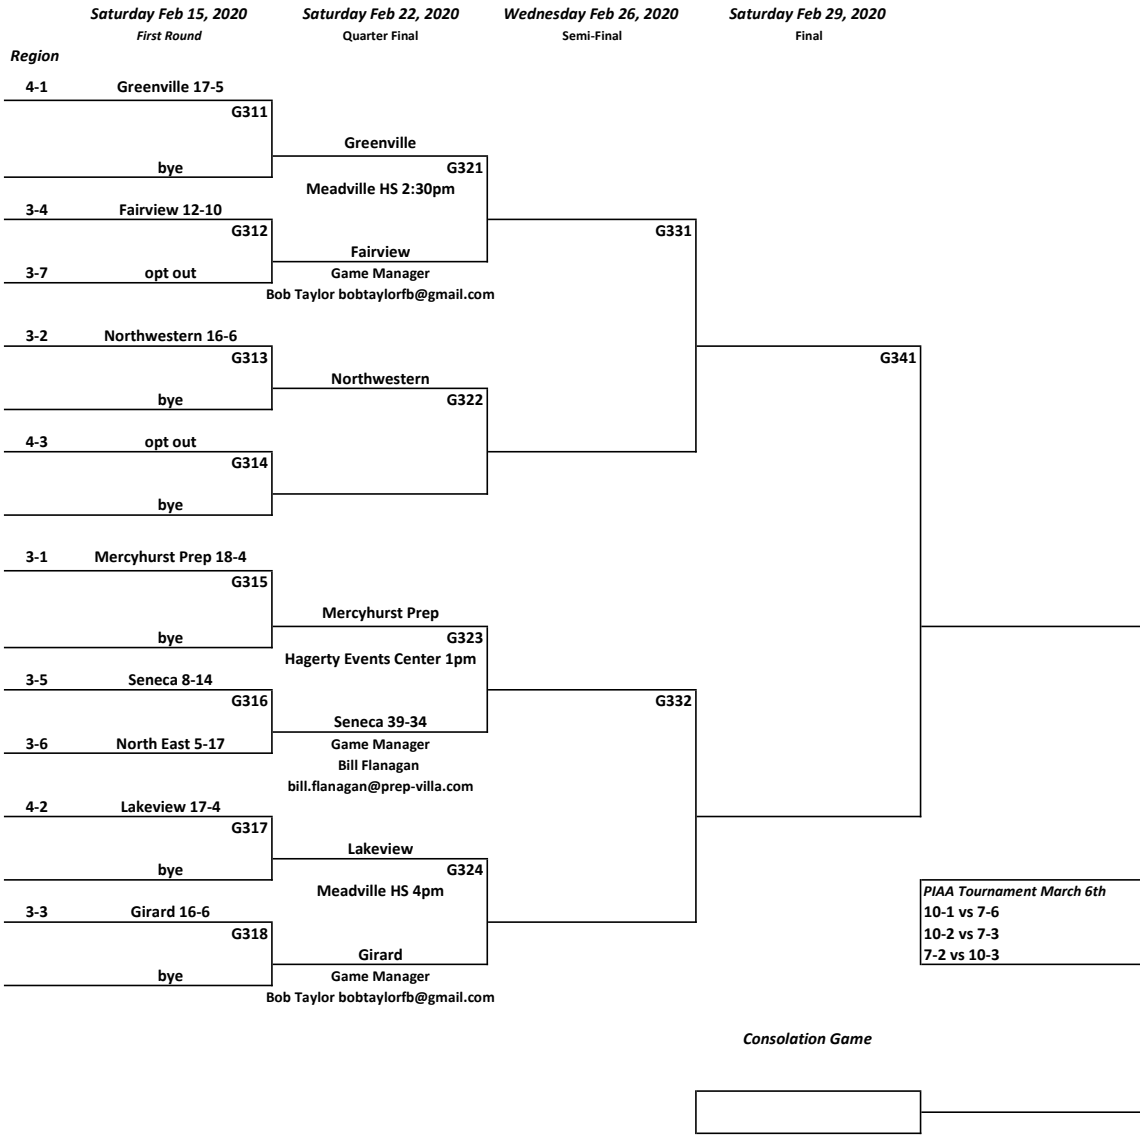 Saturday Feb 15, 2020 Saturday Feb 22, 2020 Wednesday Feb 26, 2020 Saturday Feb 29, 2020
First Round Quarter Final Semi-Final Final
Region
4-1 Greenville 17-5
G311
Greenville
bye G321
Meadville HS 2:30pm
3-4 Fairview 12-10
G312 G331
Fairview
3-7 opt out Game Manager
Bob Taylor bobtaylorfb@gmail.com
3-2 Northwestern 16-6
G313 G341
Northwestern
bye G322
4-3 opt out
G314
bye
3-1 Mercyhurst Prep 18-4
G315
Mercyhurst Prep
bye G323
Hagerty Events Center 1pm
3-5 Seneca 8-14
G316 G332
Seneca 39-34
3-6 North East 5-17 Game Manager
Bill Flanagan
bill.flanagan@prep-villa.com
4-2 Lakeview 17-4
G317
Lakeview
bye G324
Meadville HS 4pm PIAA Tournament March 6th
3-3 Girard 16-6 10-1 vs 7-6
G318 10-2 vs 7-3
Girard 7-2 vs 10-3
bye Game Manager
Bob Taylor bobtaylorfb@gmail.com
Consolation Game